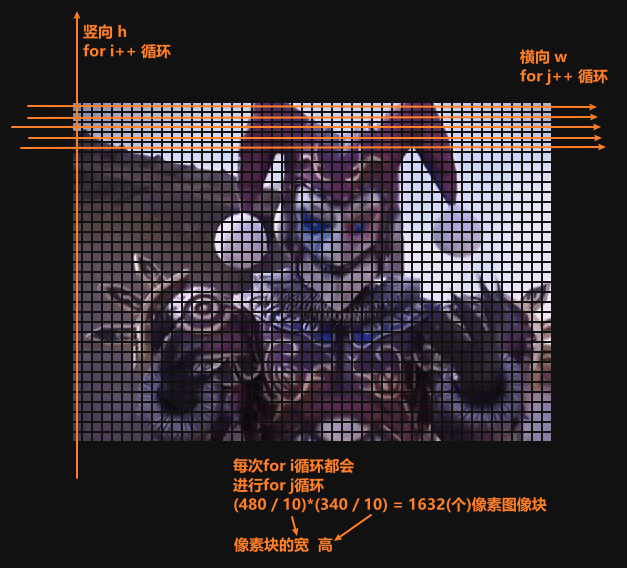 竖向 h
for i++ 循环
横向 w
for j++ 循环
每次for i循环都会
进行for j循环
(480 / 10)*(340 / 10) = 1632(个)像素图像块
像素块的宽 高